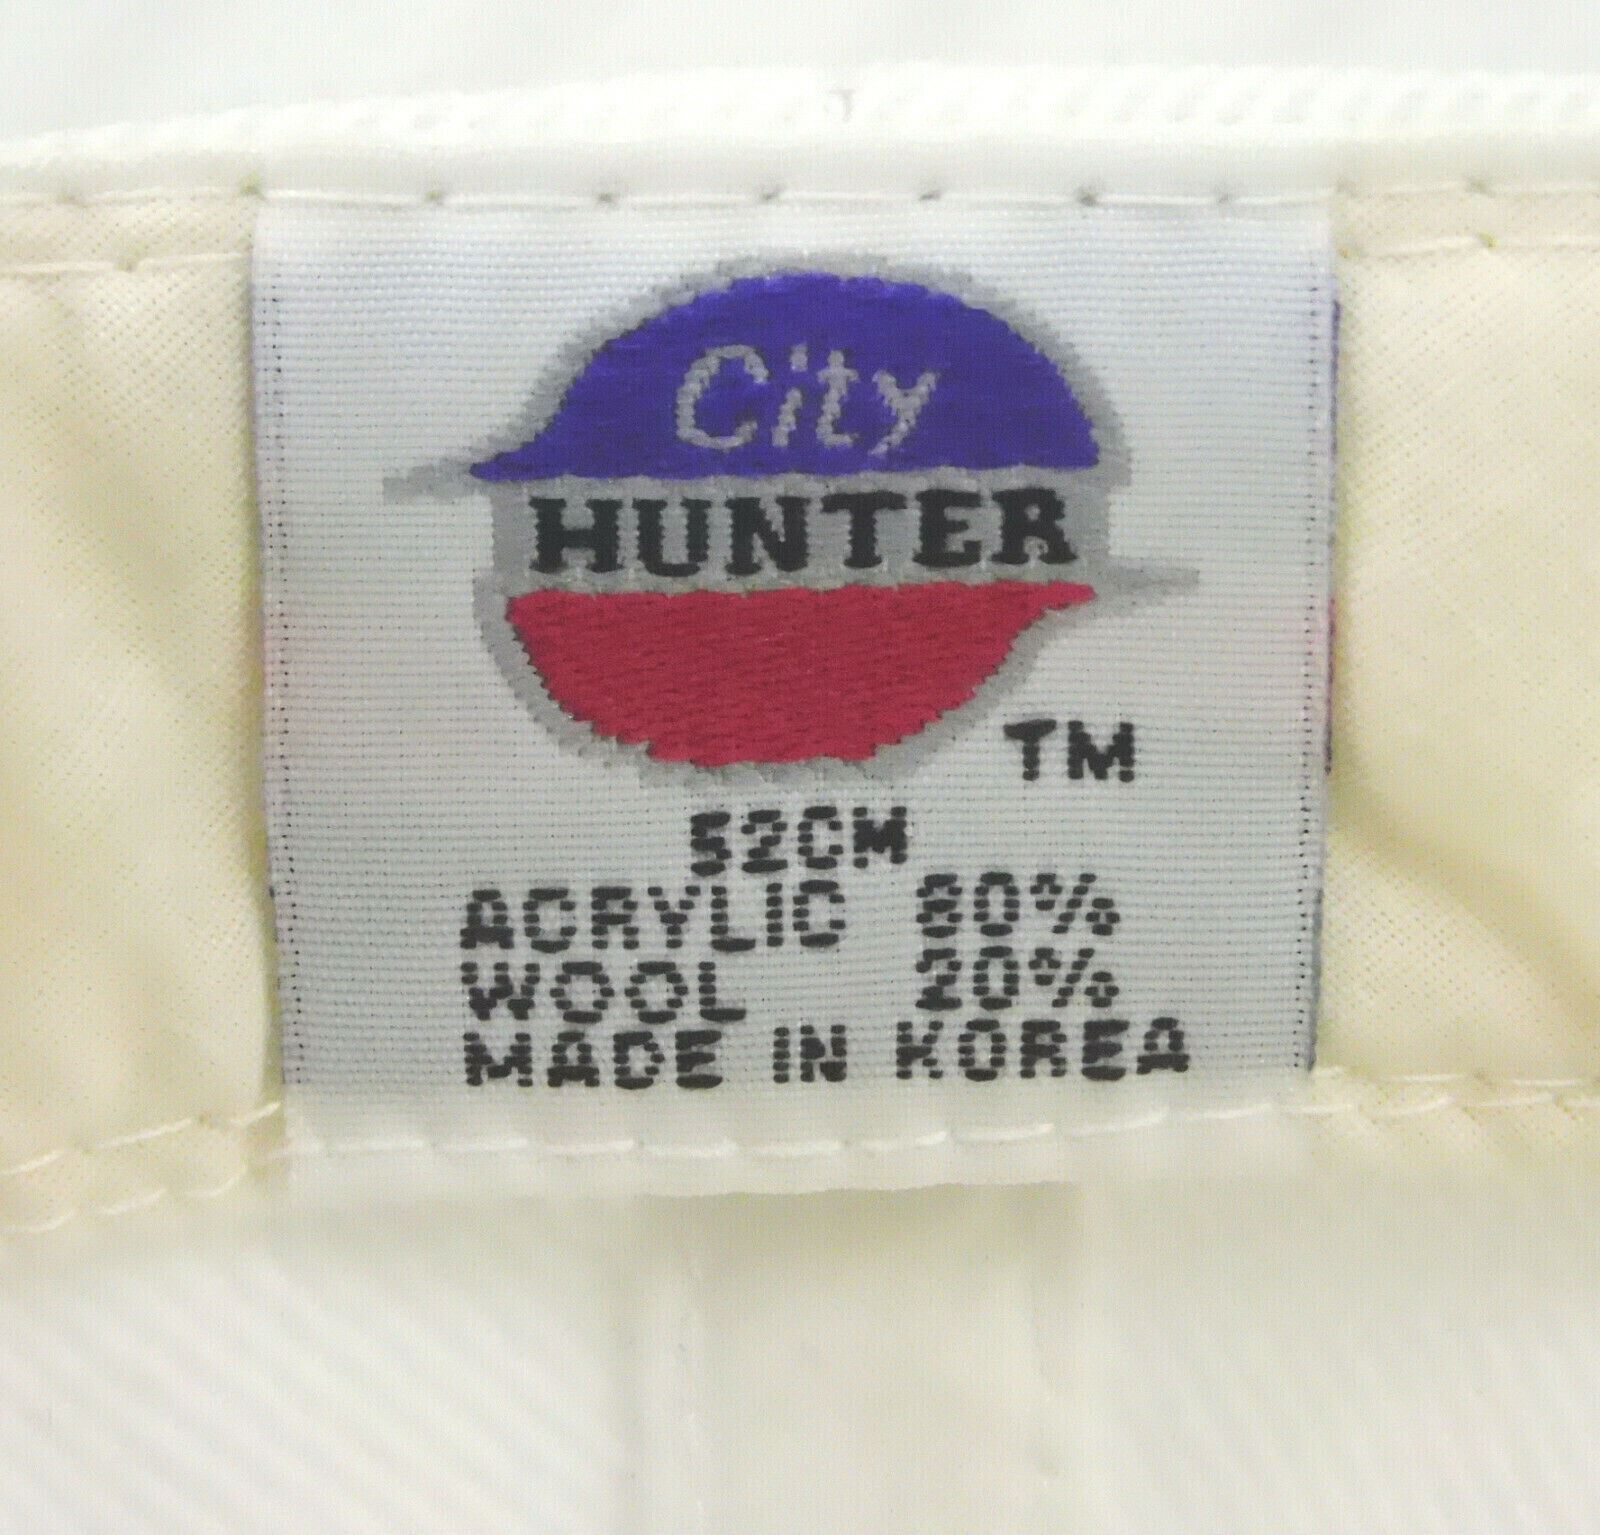 City
HUNTER
TM
52CM
ACRYLIC 80%
WOOL 20%
MADE IN KOREA